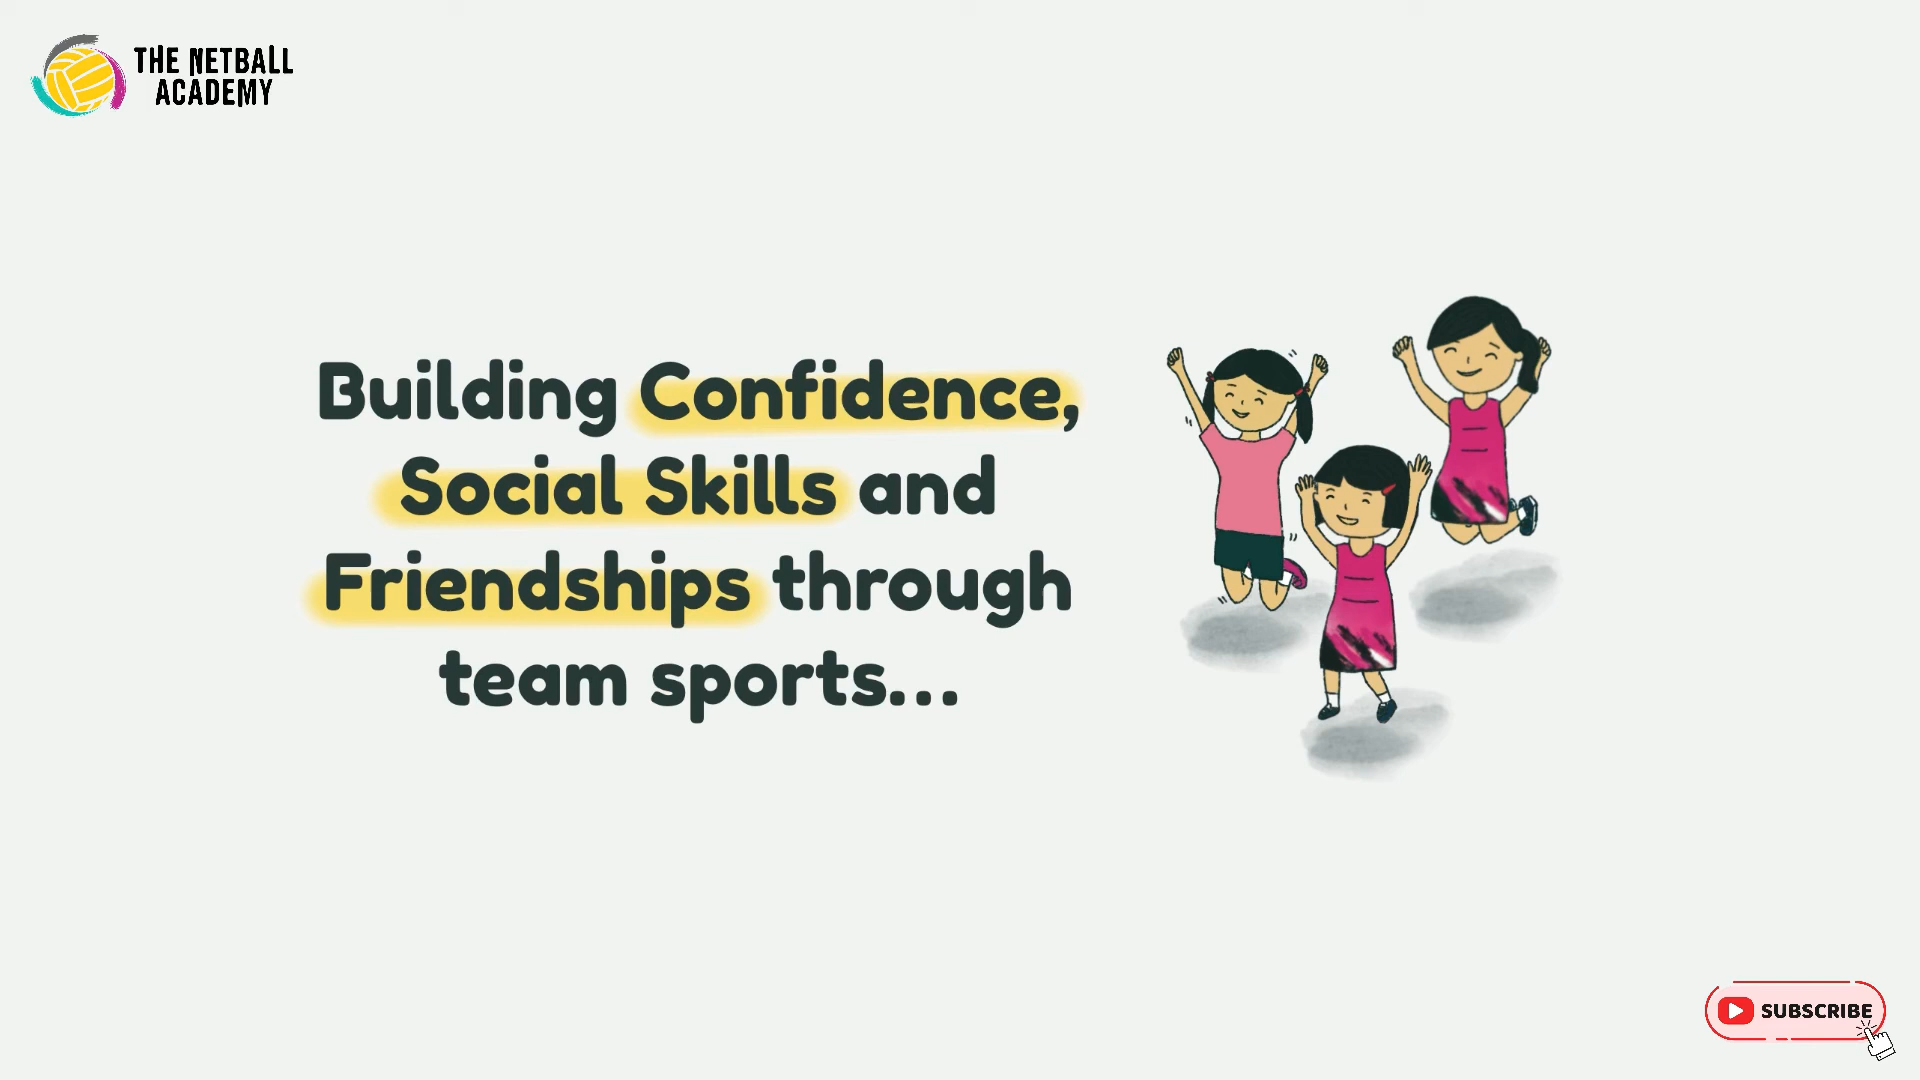 THE NETBALL
ACADEMY
Building Confidence,
Social Skills and
Friendships through
team sports...
SUBSCRIBE